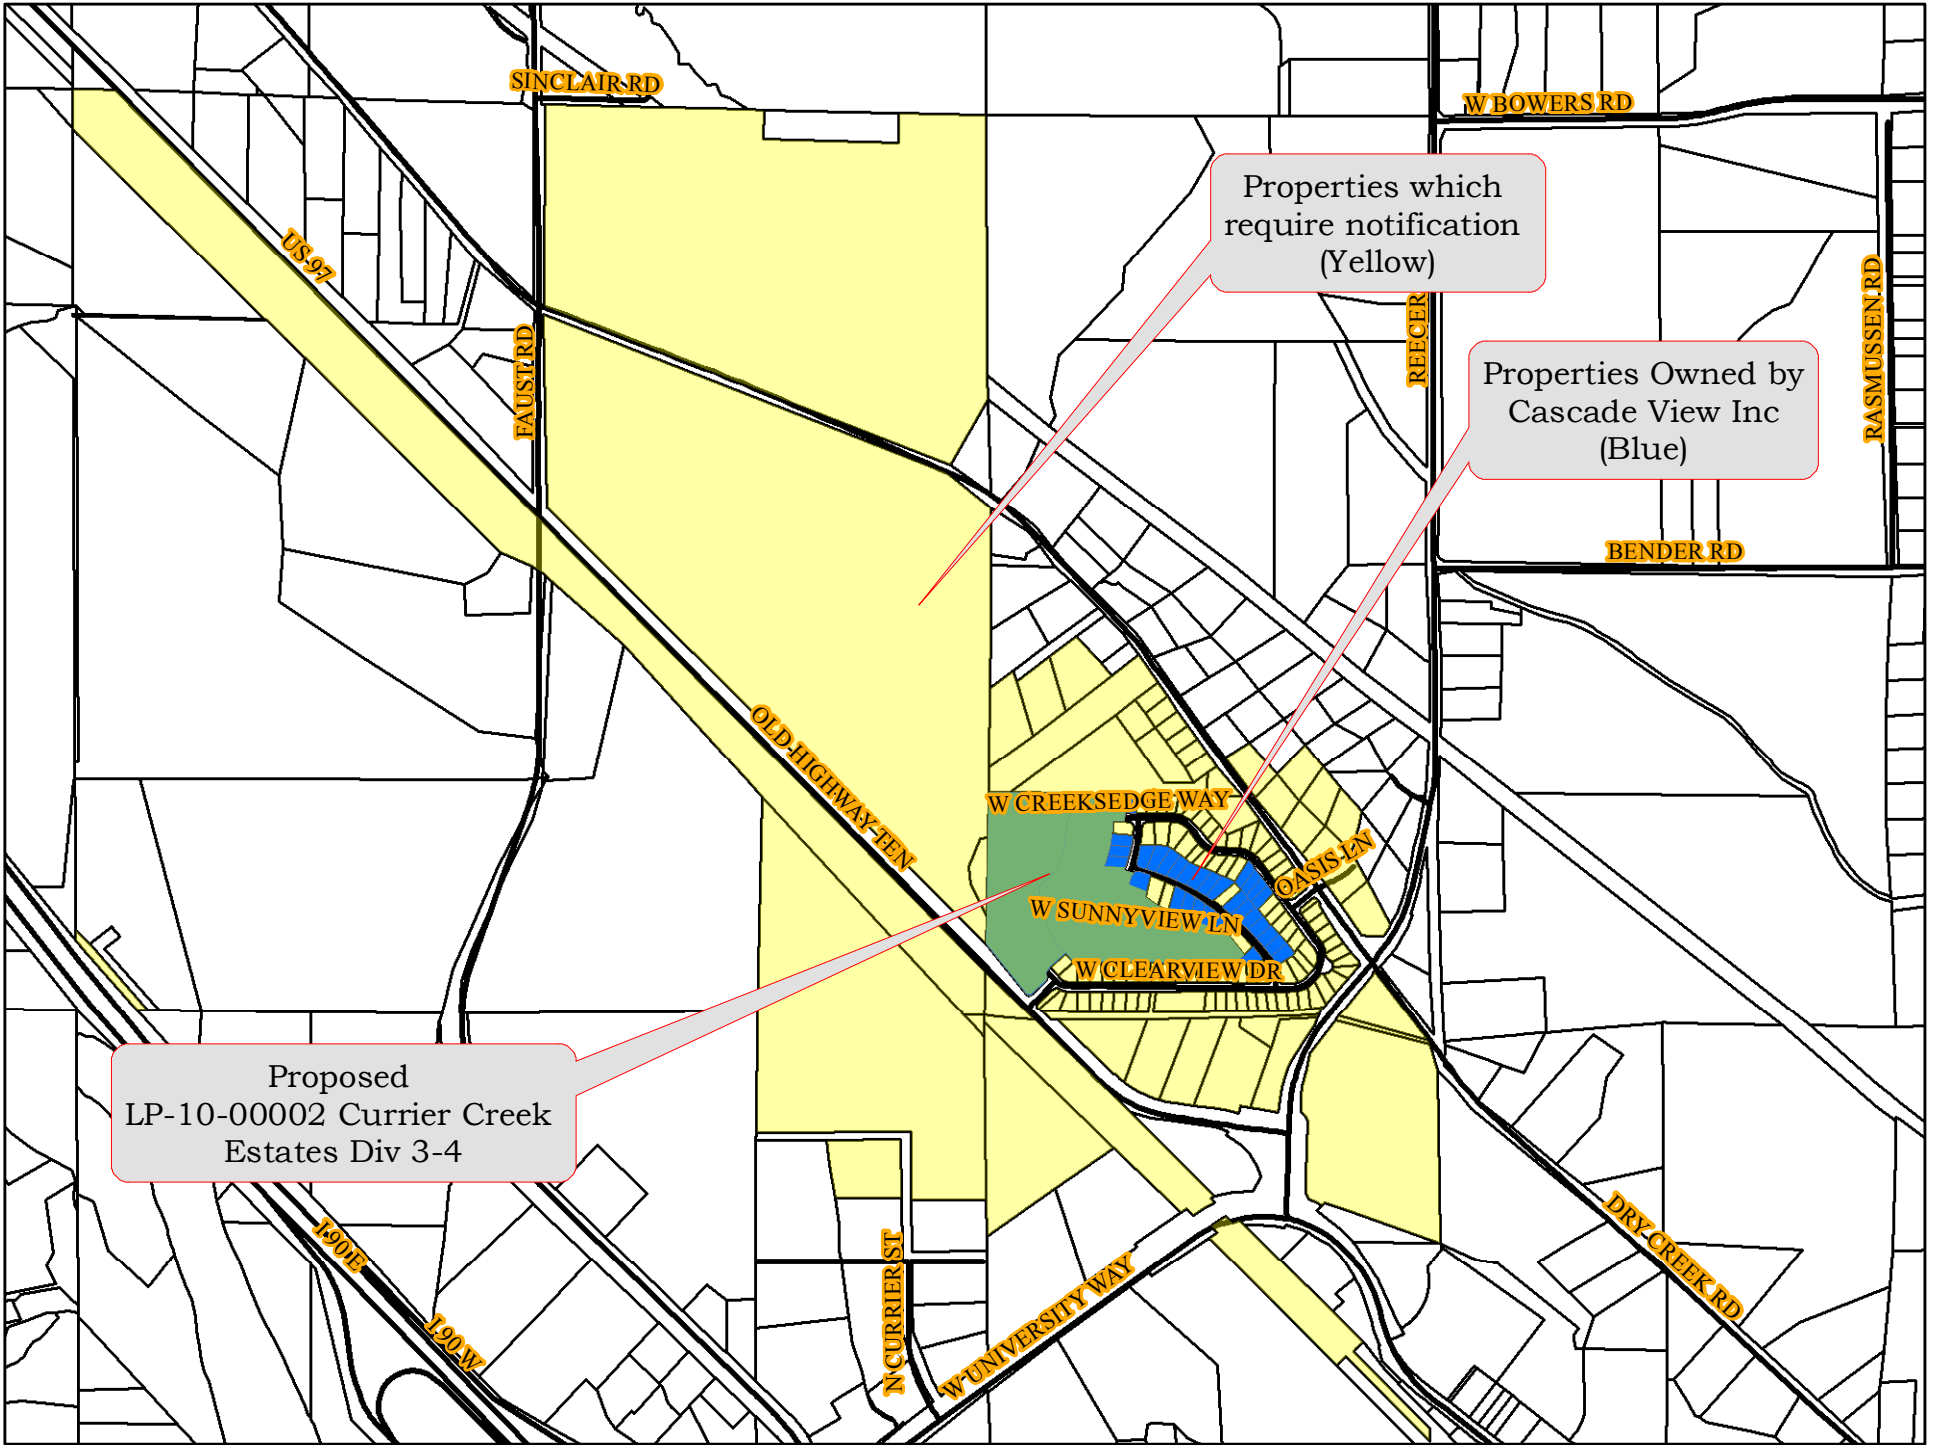 SINCLAIR RD
W BOWERS RD
Properties which
require notification
(Yellow)
US 97
RASMUSSEN RD
REECER
FAUST RD
Properties Owned by
Cascade View Inc
(Blue)
BENDER RD
OLD HIGHWAY TEN
W CREEKSEDGE WAY
OASIS LN
W SUNNYVIEW LN
W CLEARVIEW DR
Proposed
LP-10-00002 Currier Creek
Estates Div 3-4
I-90 E
I-90 W
N CURRIER ST
W UNIVERSITY WAY
DRY CREEK RD